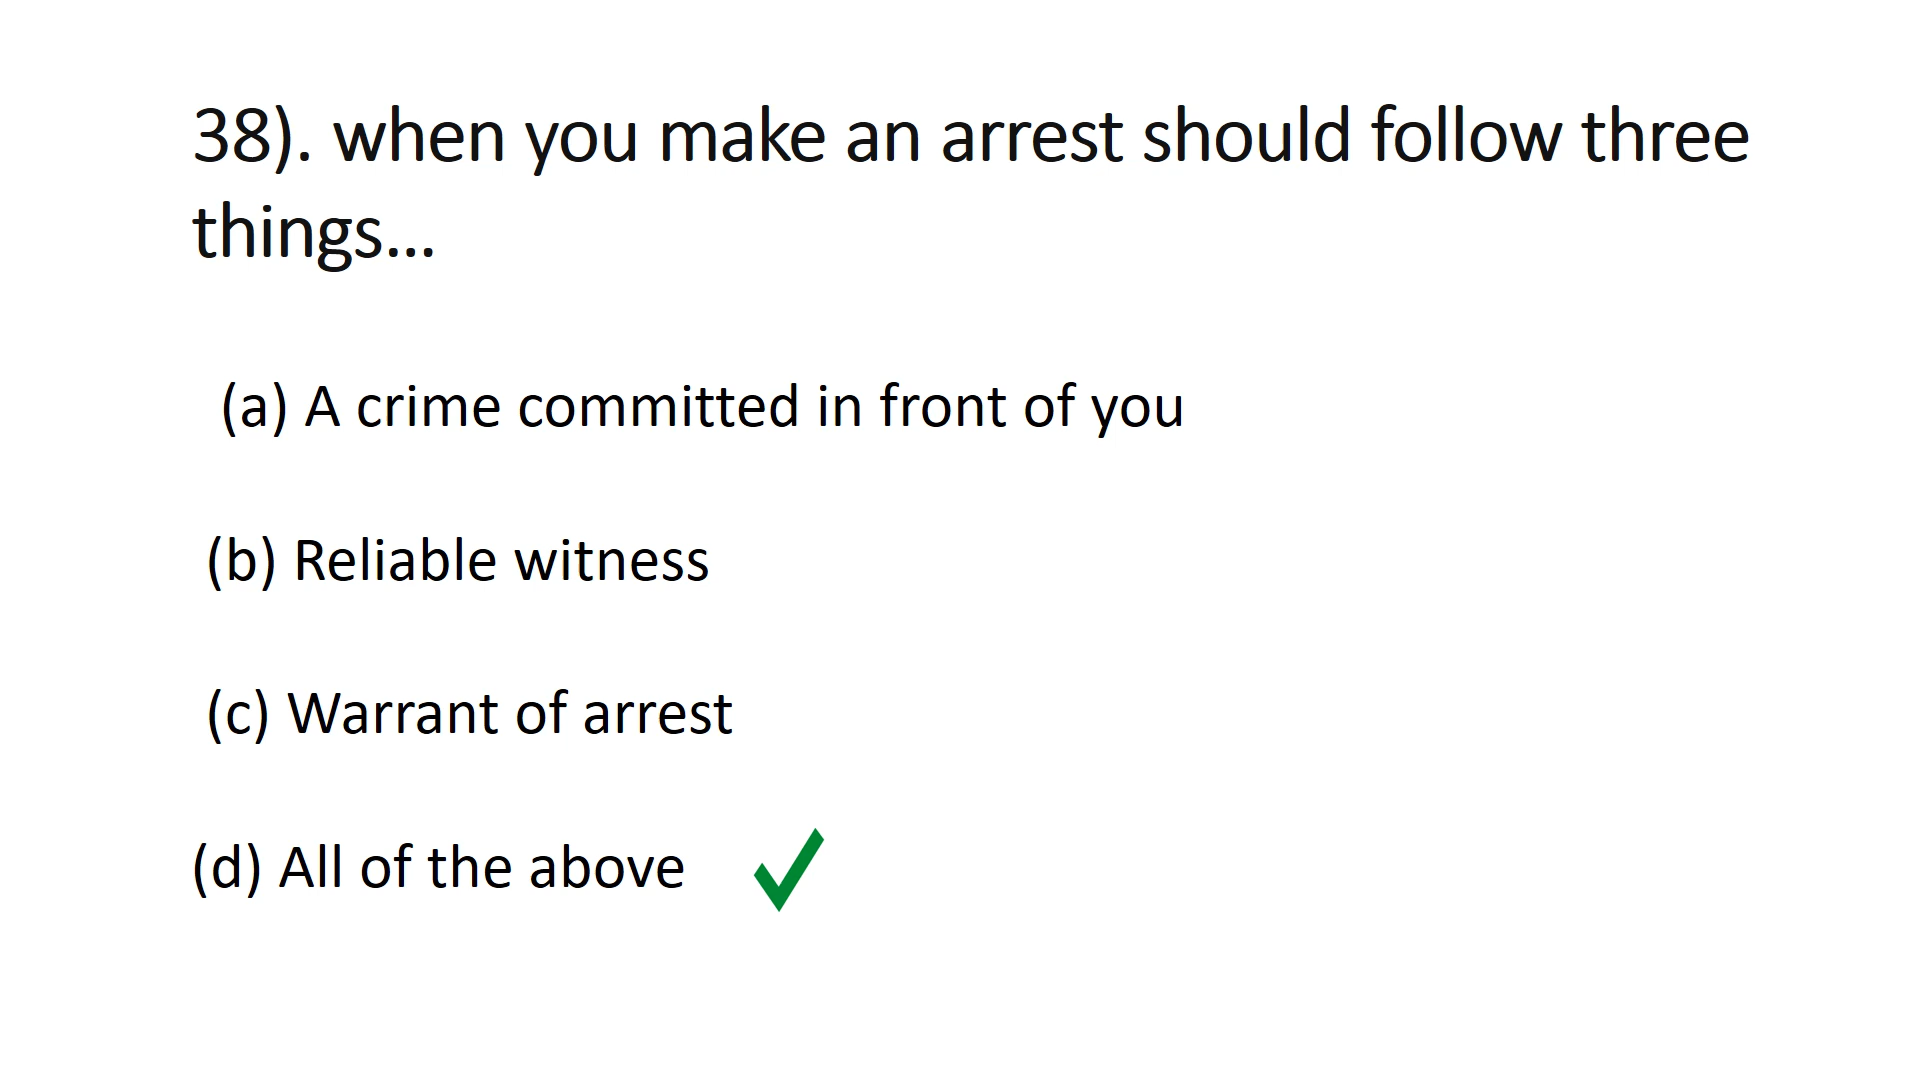 38). when you make an arrest should follow three
things...
(a) A crime committed in front of you
(b) Reliable witness
(c) Warrant of arrest
(d) All of the above